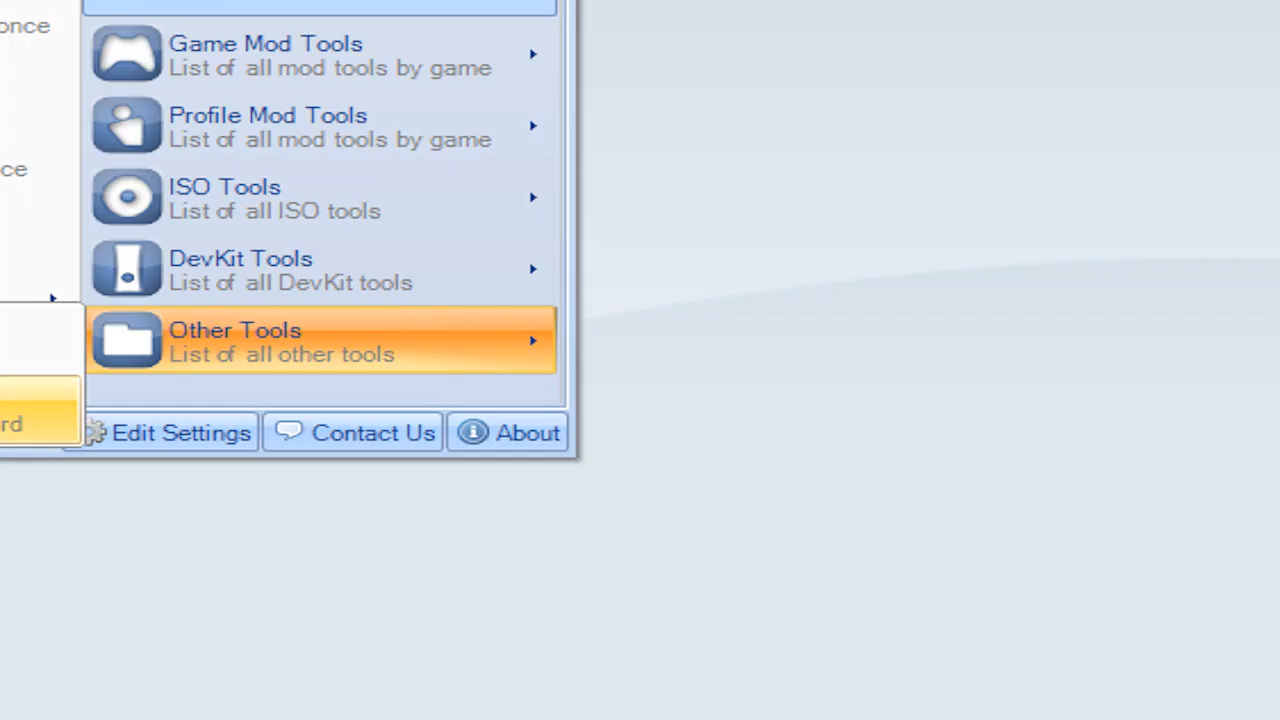 once
Game Mod Tools
List of all mod tools by game
Profile Mod Tools
List of all mod tools by game
ce
ISO Tools
List of all ISO tools
DevKit Tools
List of all DevKit tools
Other Tools
List of all other tools
rd
Edit Settings
Contact Us
About